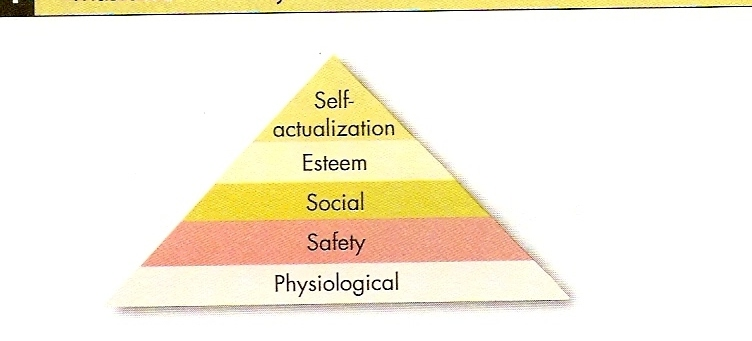 Self-
actualization
Esteem
Social
Safety
Physiological